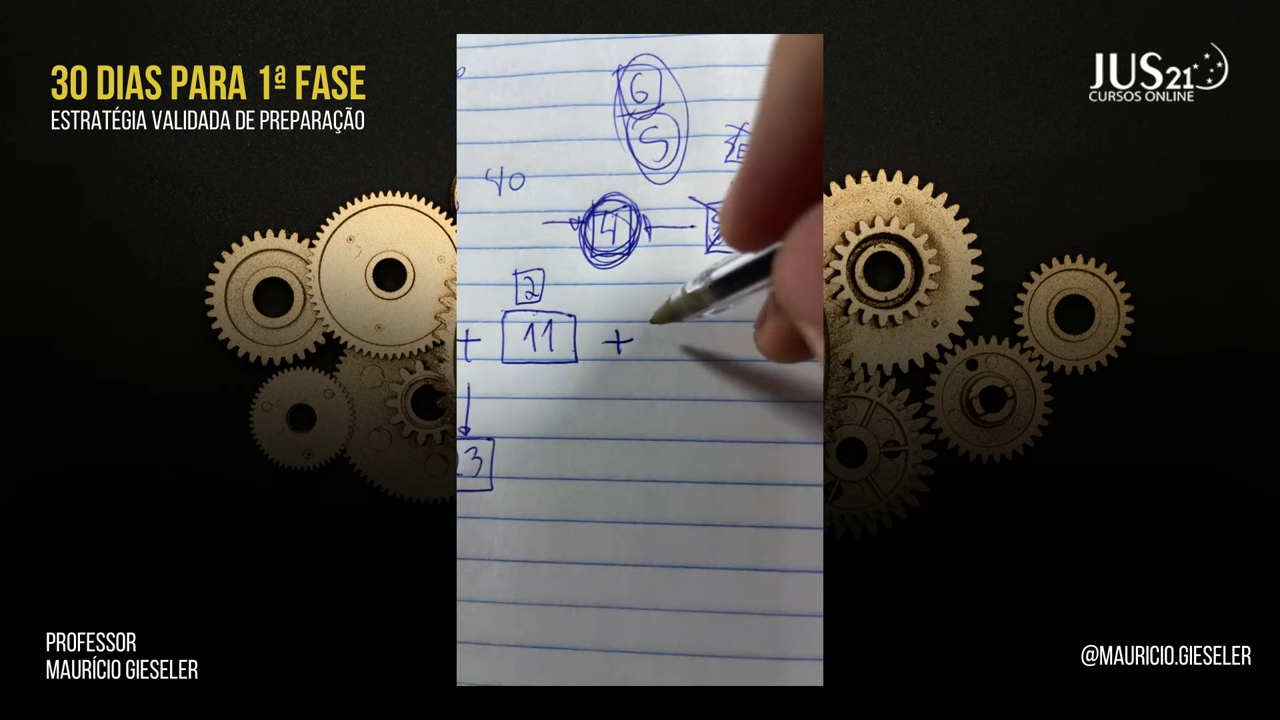 30 DIAS PARA 1ª FASE
ESTRATÉGIA VALIDADA DE PREPARAÇÃO
JUS21
CURSOS ONLINE
6
5
40
4
2
+ 11 +
3
PROFESSOR
MAURÍCIO GIESELER
@MAURICIO.GIESELER